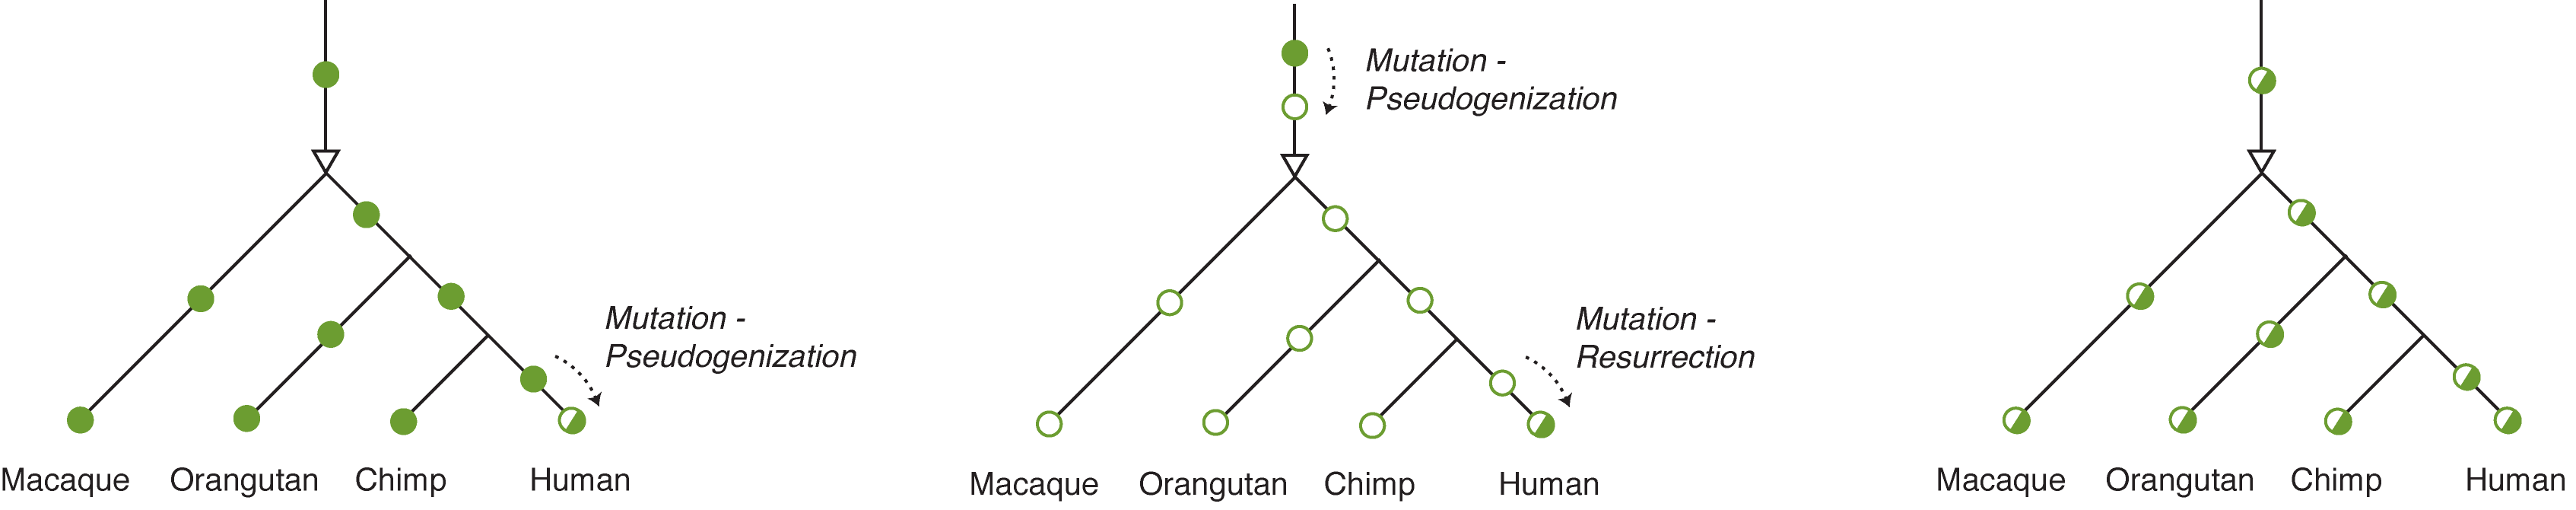 Mutation -
Pseudogenization
Macaque Orangutan Chimp Human
Mutation -
Pseudogenization
Mutation -
Resurrection
Macaque Orangutan Chimp Human
Macaque Orangutan Chimp Human